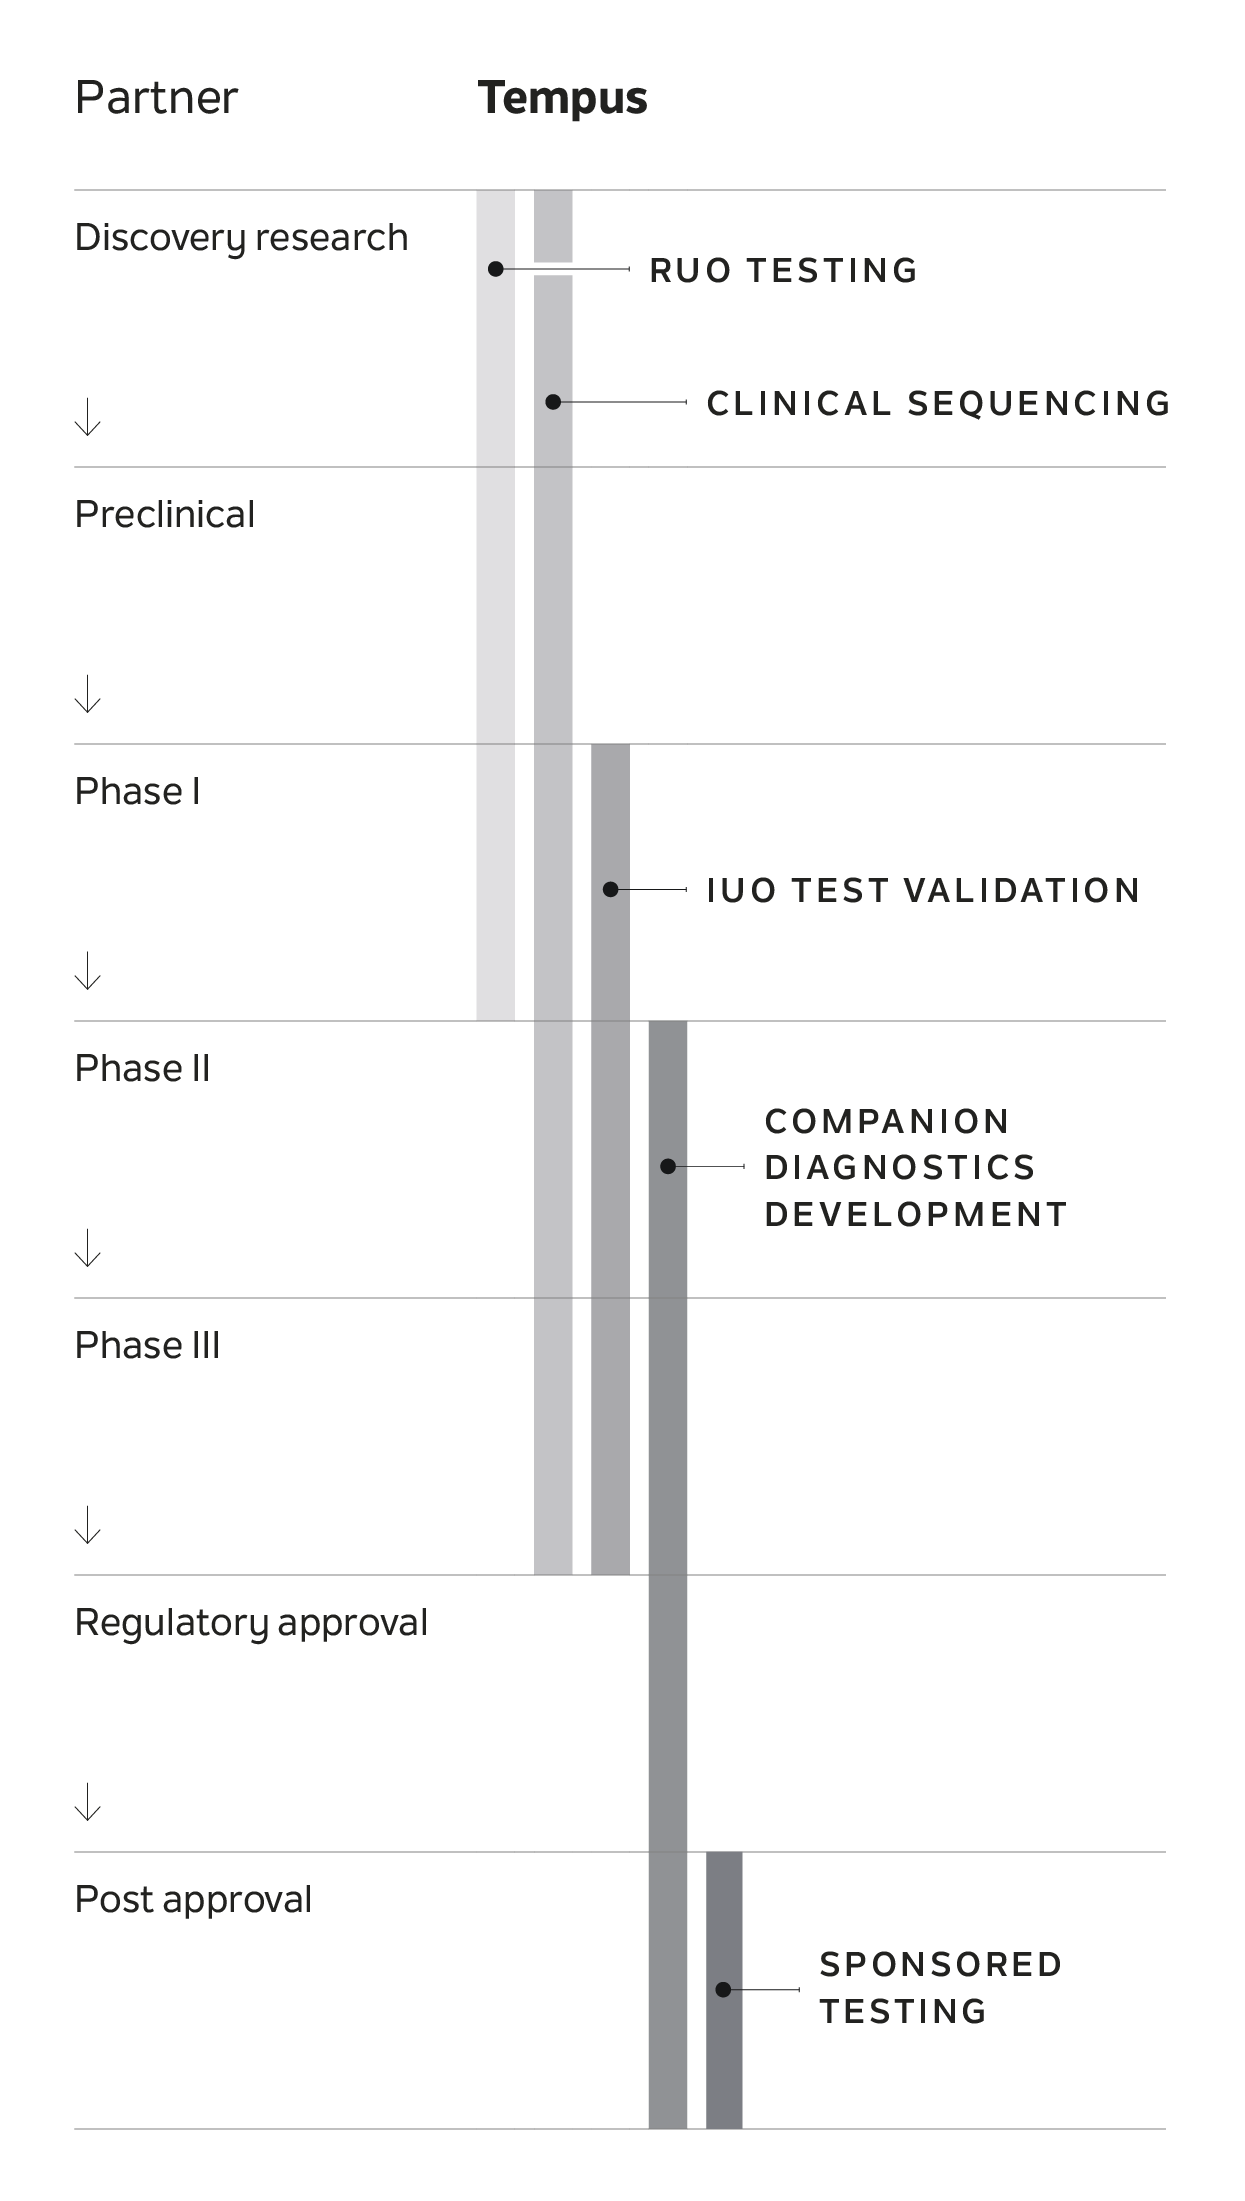 Partner
Tempus
Discovery research
RUO TESTING
CLINICAL SEQUENCING
Preclinical
Phase I
IUO TEST VALIDATION
Phase II
COMPANION
DIAGNOSTICS
DEVELOPMENT
Phase III
Regulatory approval
Post approval
SPONSORED
TESTING